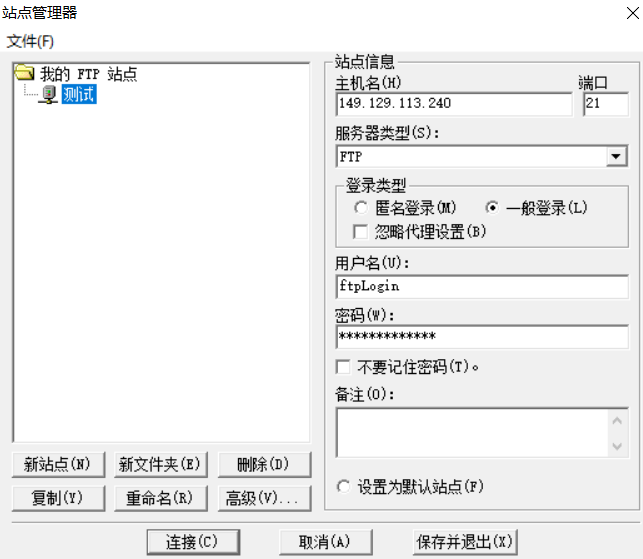 站点管理器
文件(F)
我的 FTP 站点
测试
站点信息
主机名(H)
端口
149.129.113.240
21
服务器类型(S):
FTP
登录类型
匿名登录(M)
一般登录(L)
忽略代理设置(B)
用户名(U):
ftpLogin
密码(W):
*************
不要记住密码(T)。
备注(O):
设置为默认站点(F)
新站点(N)
新文件夹(E)
删除(D)
复制(Y)
重命名(R)
高级(V)...
连接(C)
取消(A)
保存并退出(X)